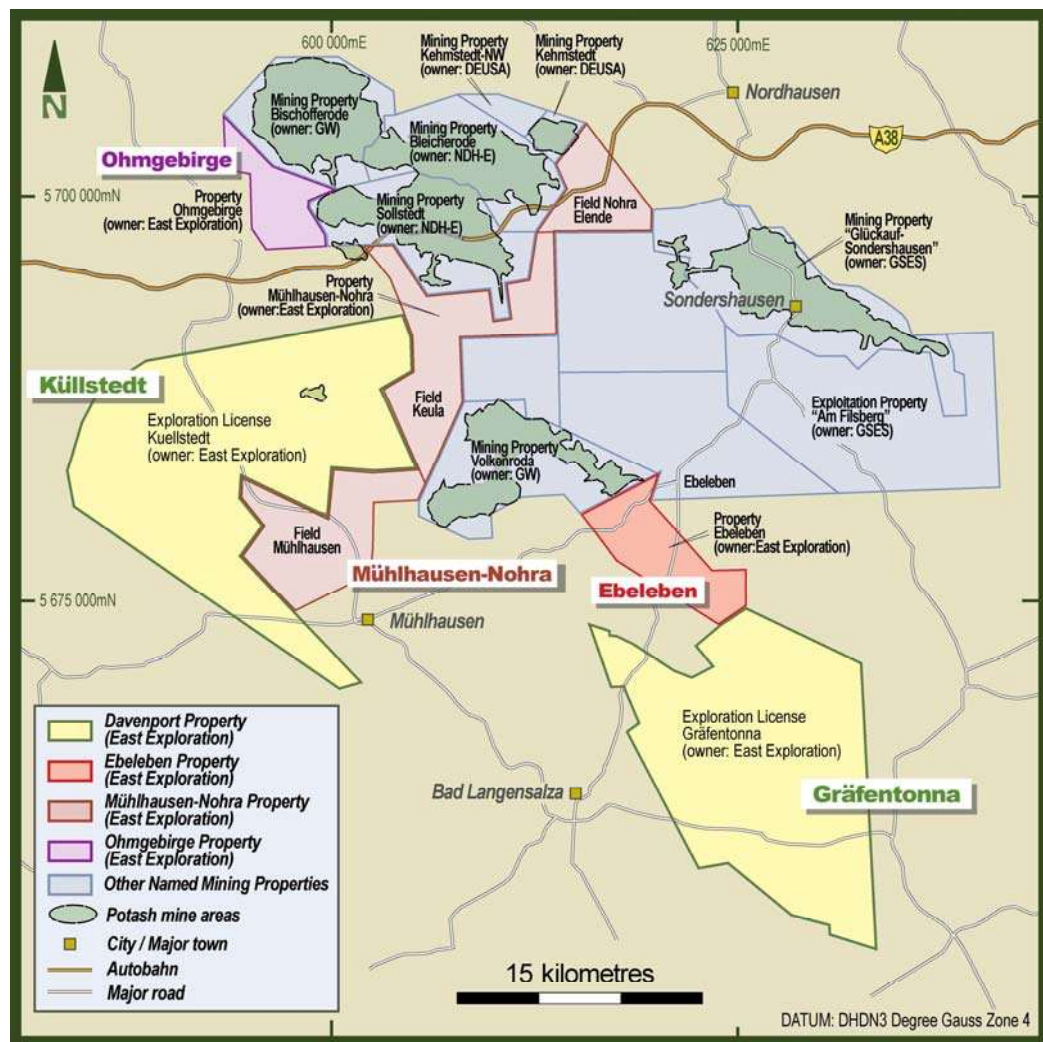 600 000mE
625 000mE
N
Mining Property
Kehmstedt-NW
(owner: DEUSA)
Mining Property
Kehmstedt
(owner: DEUSA)
Nordhausen
Mining Property
Bischofferode
(owner: GW)
Mining Property
Bleicherode
(owner: NDH-E)
A38
Ohmgebirge
5 700 000mN
Property
Ohmgebirge
(owner: East Exploration)
Mining Property
Sollstedt
(owner: NDH-E)
Field Nohra
Elende
Mining Property
“Glückauf-
Sondershausen”
(owner: GSES)
Property
Mühlhausen-Nohra
(owner:East Exploration)
Sondershausen
Küllstedt
Exploration License
Kuellstedt
(owner: East Exploration)
Field
Keula
Exploitation Property
“Am Filsberg”
(owner: GSES)
Mining Property
Volkenroda
(owner: GW)
Ebeleben
Field
Mühlhausen
Property
Ebeleben
(owner:East Exploration)
Mühlhausen-Nohra
Ebeleben
5 675 000mN
Mühlhausen
Exploration License
Gräfentonna
(owner: East Exploration)
Bad Langensalza
Gräfentonna
Davenport Property
(East Exploration)
Ebeleben Property
(East Exploration)
Mühlhausen-Nohra Property
(East Exploration)
Ohmgebirge Property
(East Exploration)
Other Named Mining Properties
Potash mine areas
City / Major town
Autobahn
Major road
15 kilometres
DATUM: DHDN3 Degree Gauss Zone 4